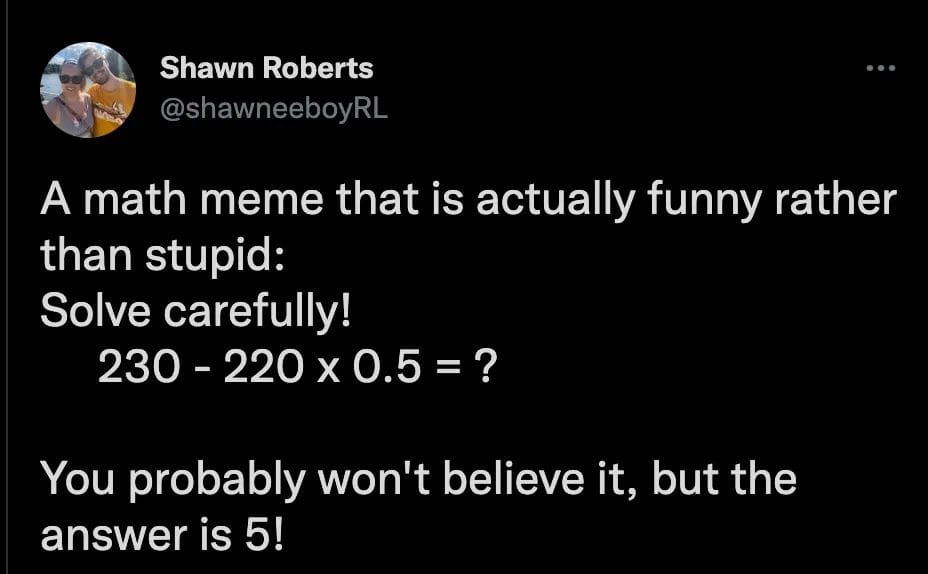 Shawn Roberts
@shawneeboyRL
A math meme that is actually funny rather
than stupid:
Solve carefully!
230 - 220 x 0.5 = ?
You probably won't believe it, but the
answer is 5!